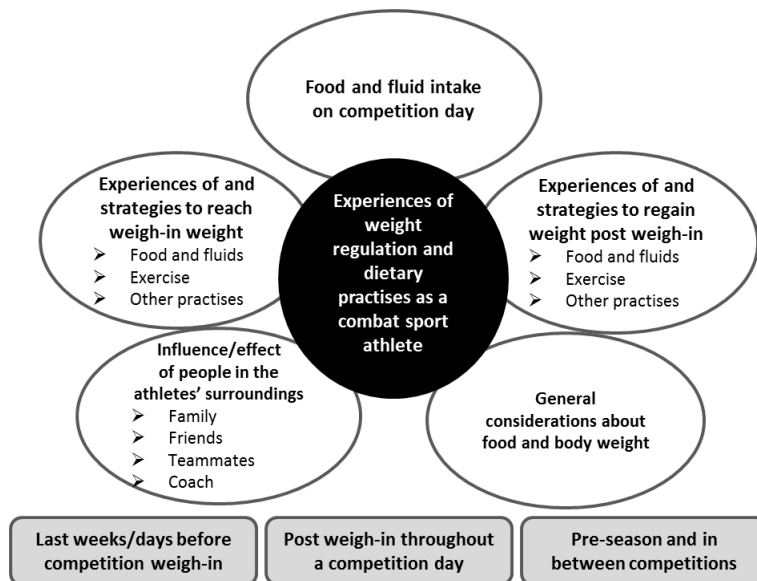 Food and fluid intake
on competition day
Experiences of and
strategies to reach
weigh-in weight
➢ Food and fluids
➢ Exercise
➢ Other practises
Experiences of
weight
regulation and
dietary
practises as a
combat sport
athlete
Experiences of and
strategies to regain
weight post weigh-in
➢ Food and fluids
➢ Exercise
➢ Other practises
Influence/effect
of people in the
athletes’ surroundings
➢ Family
➢ Friends
➢ Teammates
➢ Coach
General
considerations about
food and body weight
Last weeks/days before
competition weigh-in
Post weigh-in throughout
a competition day
Pre-season and in
between competitions